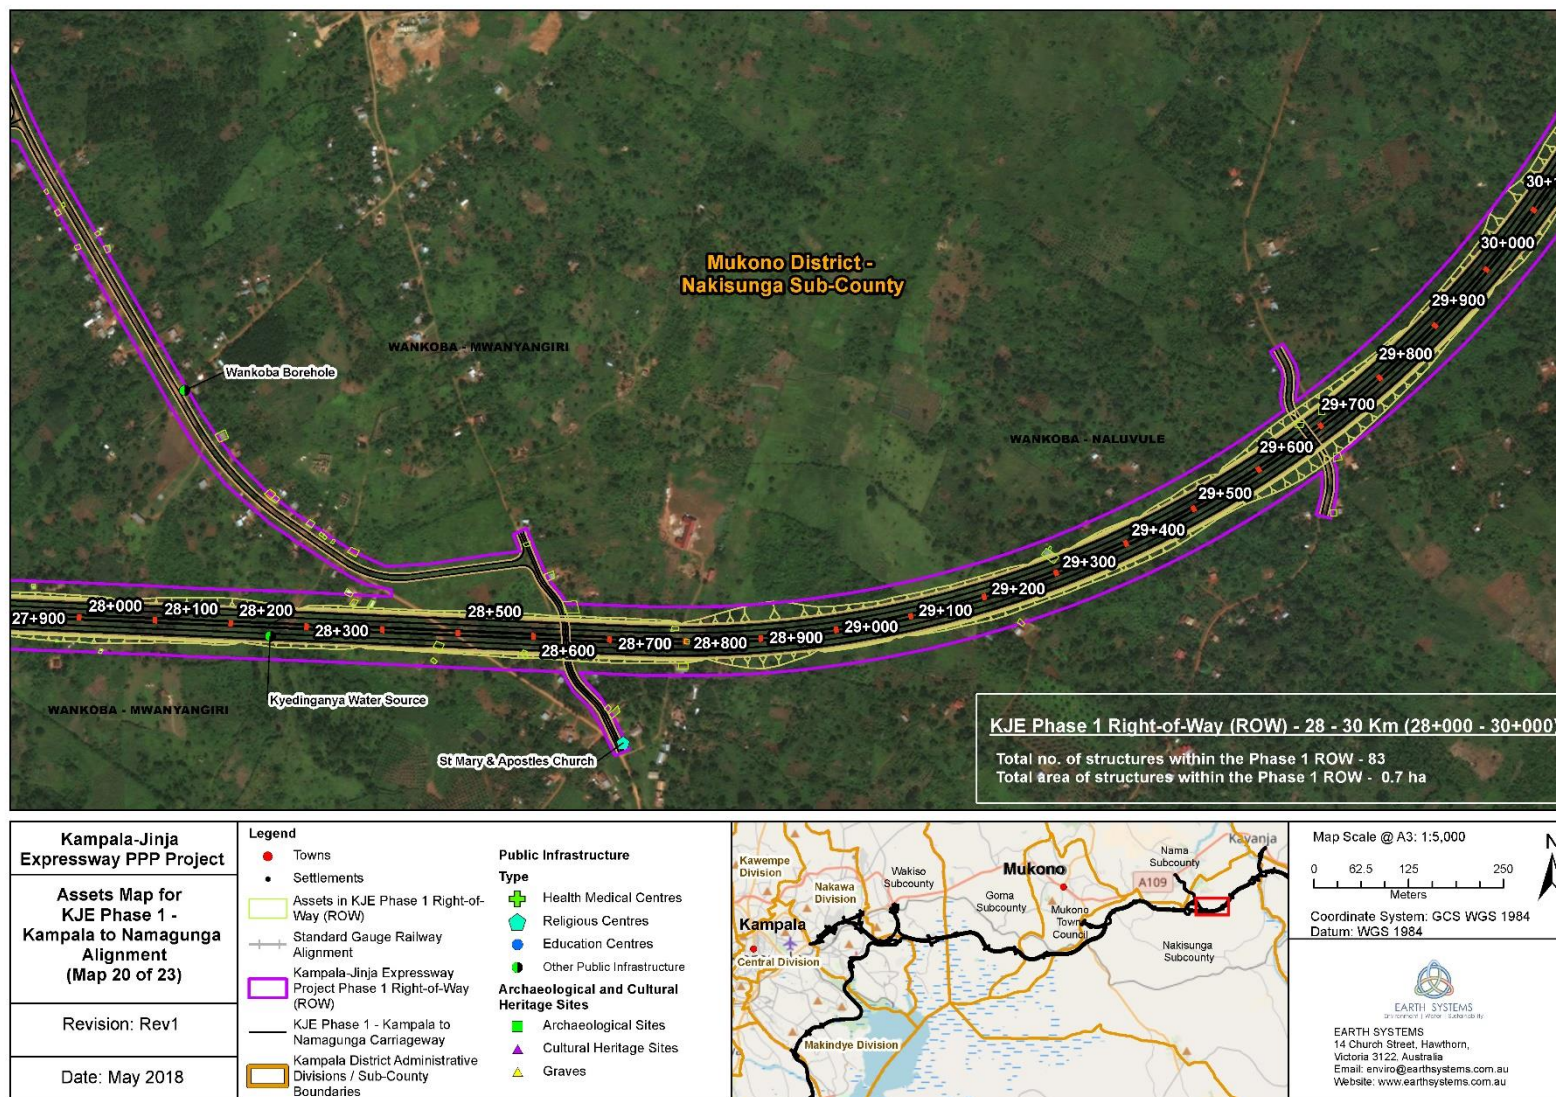 Mukono District -
Nakisunga Sub-County
WANKOBA - MWANYANGIRI
Wankoba Borehole
WANKOBA - NALUVULE
27+900
28+000
28+100
28+200
28+300
28+500
28+600
28+700
28+800
28+900
29+000
29+100
29+200
29+300
29+400
29+500
29+600
29+700
29+800
29+900
30+000
30+1
Kyedinganya Water Source
WANKOBA - MWANYANGIRI
St Mary & Apostles Church
KJE Phase 1 Right-of-Way (ROW) - 28 - 30 Km (28+000 - 30+000)
Total no. of structures within the Phase 1 ROW - 83
Total area of structures within the Phase 1 ROW - 0.7 ha
Kampala-Jinja
Expressway PPP Project
Assets Map for
KJE Phase 1 -
Kampala to Namagunga
Alignment
(Map 20 of 23)
Revision: Rev1
Date: May 2018
Legend
Towns
Settlements
Assets in KJE Phase 1 Right-of-
Way (ROW)
Standard Gauge Railway
Alignment
Kampala-Jinja Expressway
Project Phase 1 Right-of-Way
(ROW)
KJE Phase 1 - Kampala to
Namagunga Carriageway
Kampala District Administrative
Divisions / Sub-County
Boundaries
Public Infrastructure
Type
Health Medical Centres
Religious Centres
Education Centres
Other Public Infrastructure
Archaeological and Cultural
Heritage Sites
Archaeological Sites
Cultural Heritage Sites
Graves
Kawempe
Division
Nakawa
Division
Wakiso
Subcounty
Mukono
Goma
Subcounty
Mukono
Town
Council
Nama
Subcounty
Kayanja
A109
Kampala
Central Division
Nakisunga
Subcounty
Makindye Division
Map Scale @ A3: 1:5,000
N
0 62.5 125 250
Meters
Coordinate System: GCS WGS 1984
Datum: WGS 1984
EARTH SYSTEMS
Environment | Water | Sustainability
EARTH SYSTEMS
14 Church Street, Hawthorn,
Victoria 3122, Australia
Email: enviro@earthsystems.com.au
Website: www.earthsystems.com.au